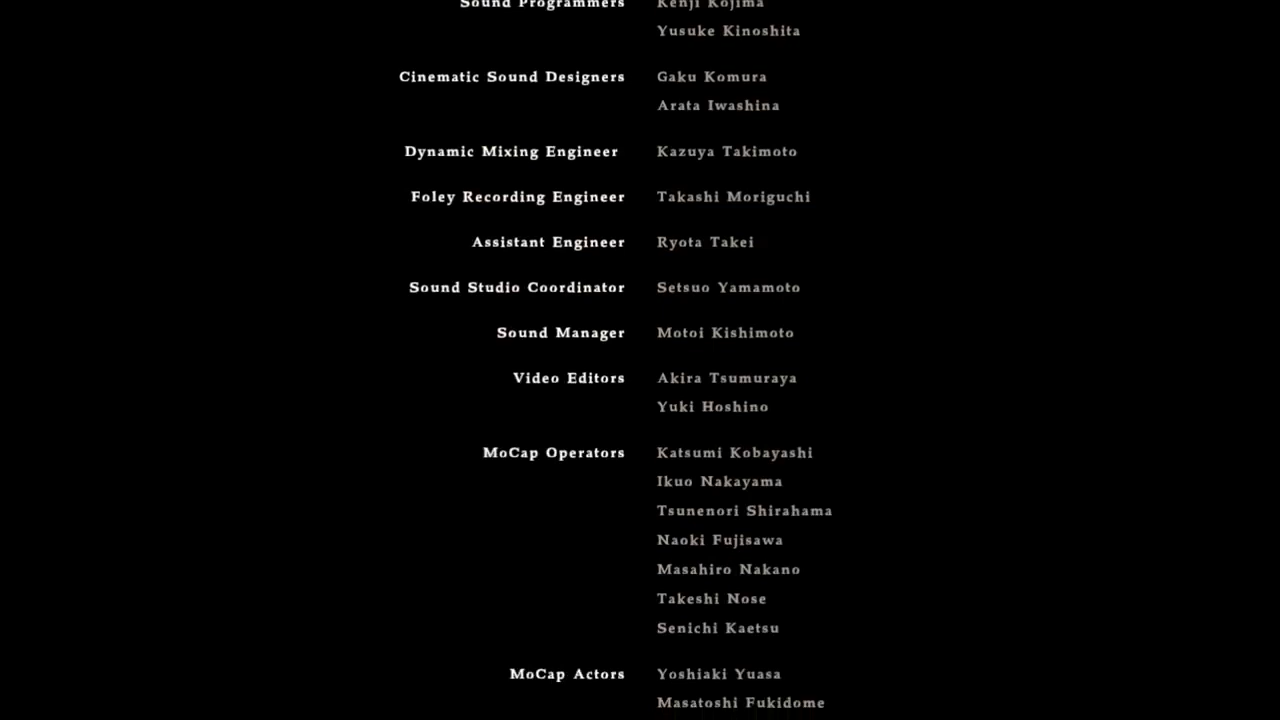 Sound Programmers Kenji Kojima
Yusuke Kinoshita
Cinematic Sound Designers Gaku Komura
Arata Iwashina
Dynamic Mixing Engineer Kazuya Takimoto
Foley Recording Engineer Takashi Moriguchi
Assistant Engineer Ryota Takei
Sound Studio Coordinator Setsuo Yamamoto
Sound Manager Motoi Kishimoto
Video Editors Akira Tsumuraya
Yuki Hoshino
MoCap Operators Katsumi Kobayashi
Ikuo Nakayama
Tsunenori Shirahama
Naoki Fujisawa
Masahiro Nakano
Takeshi Nose
Senichi Kaetsu
MoCap Actors Yoshiaki Yuasa
Masatoshi Fukidome